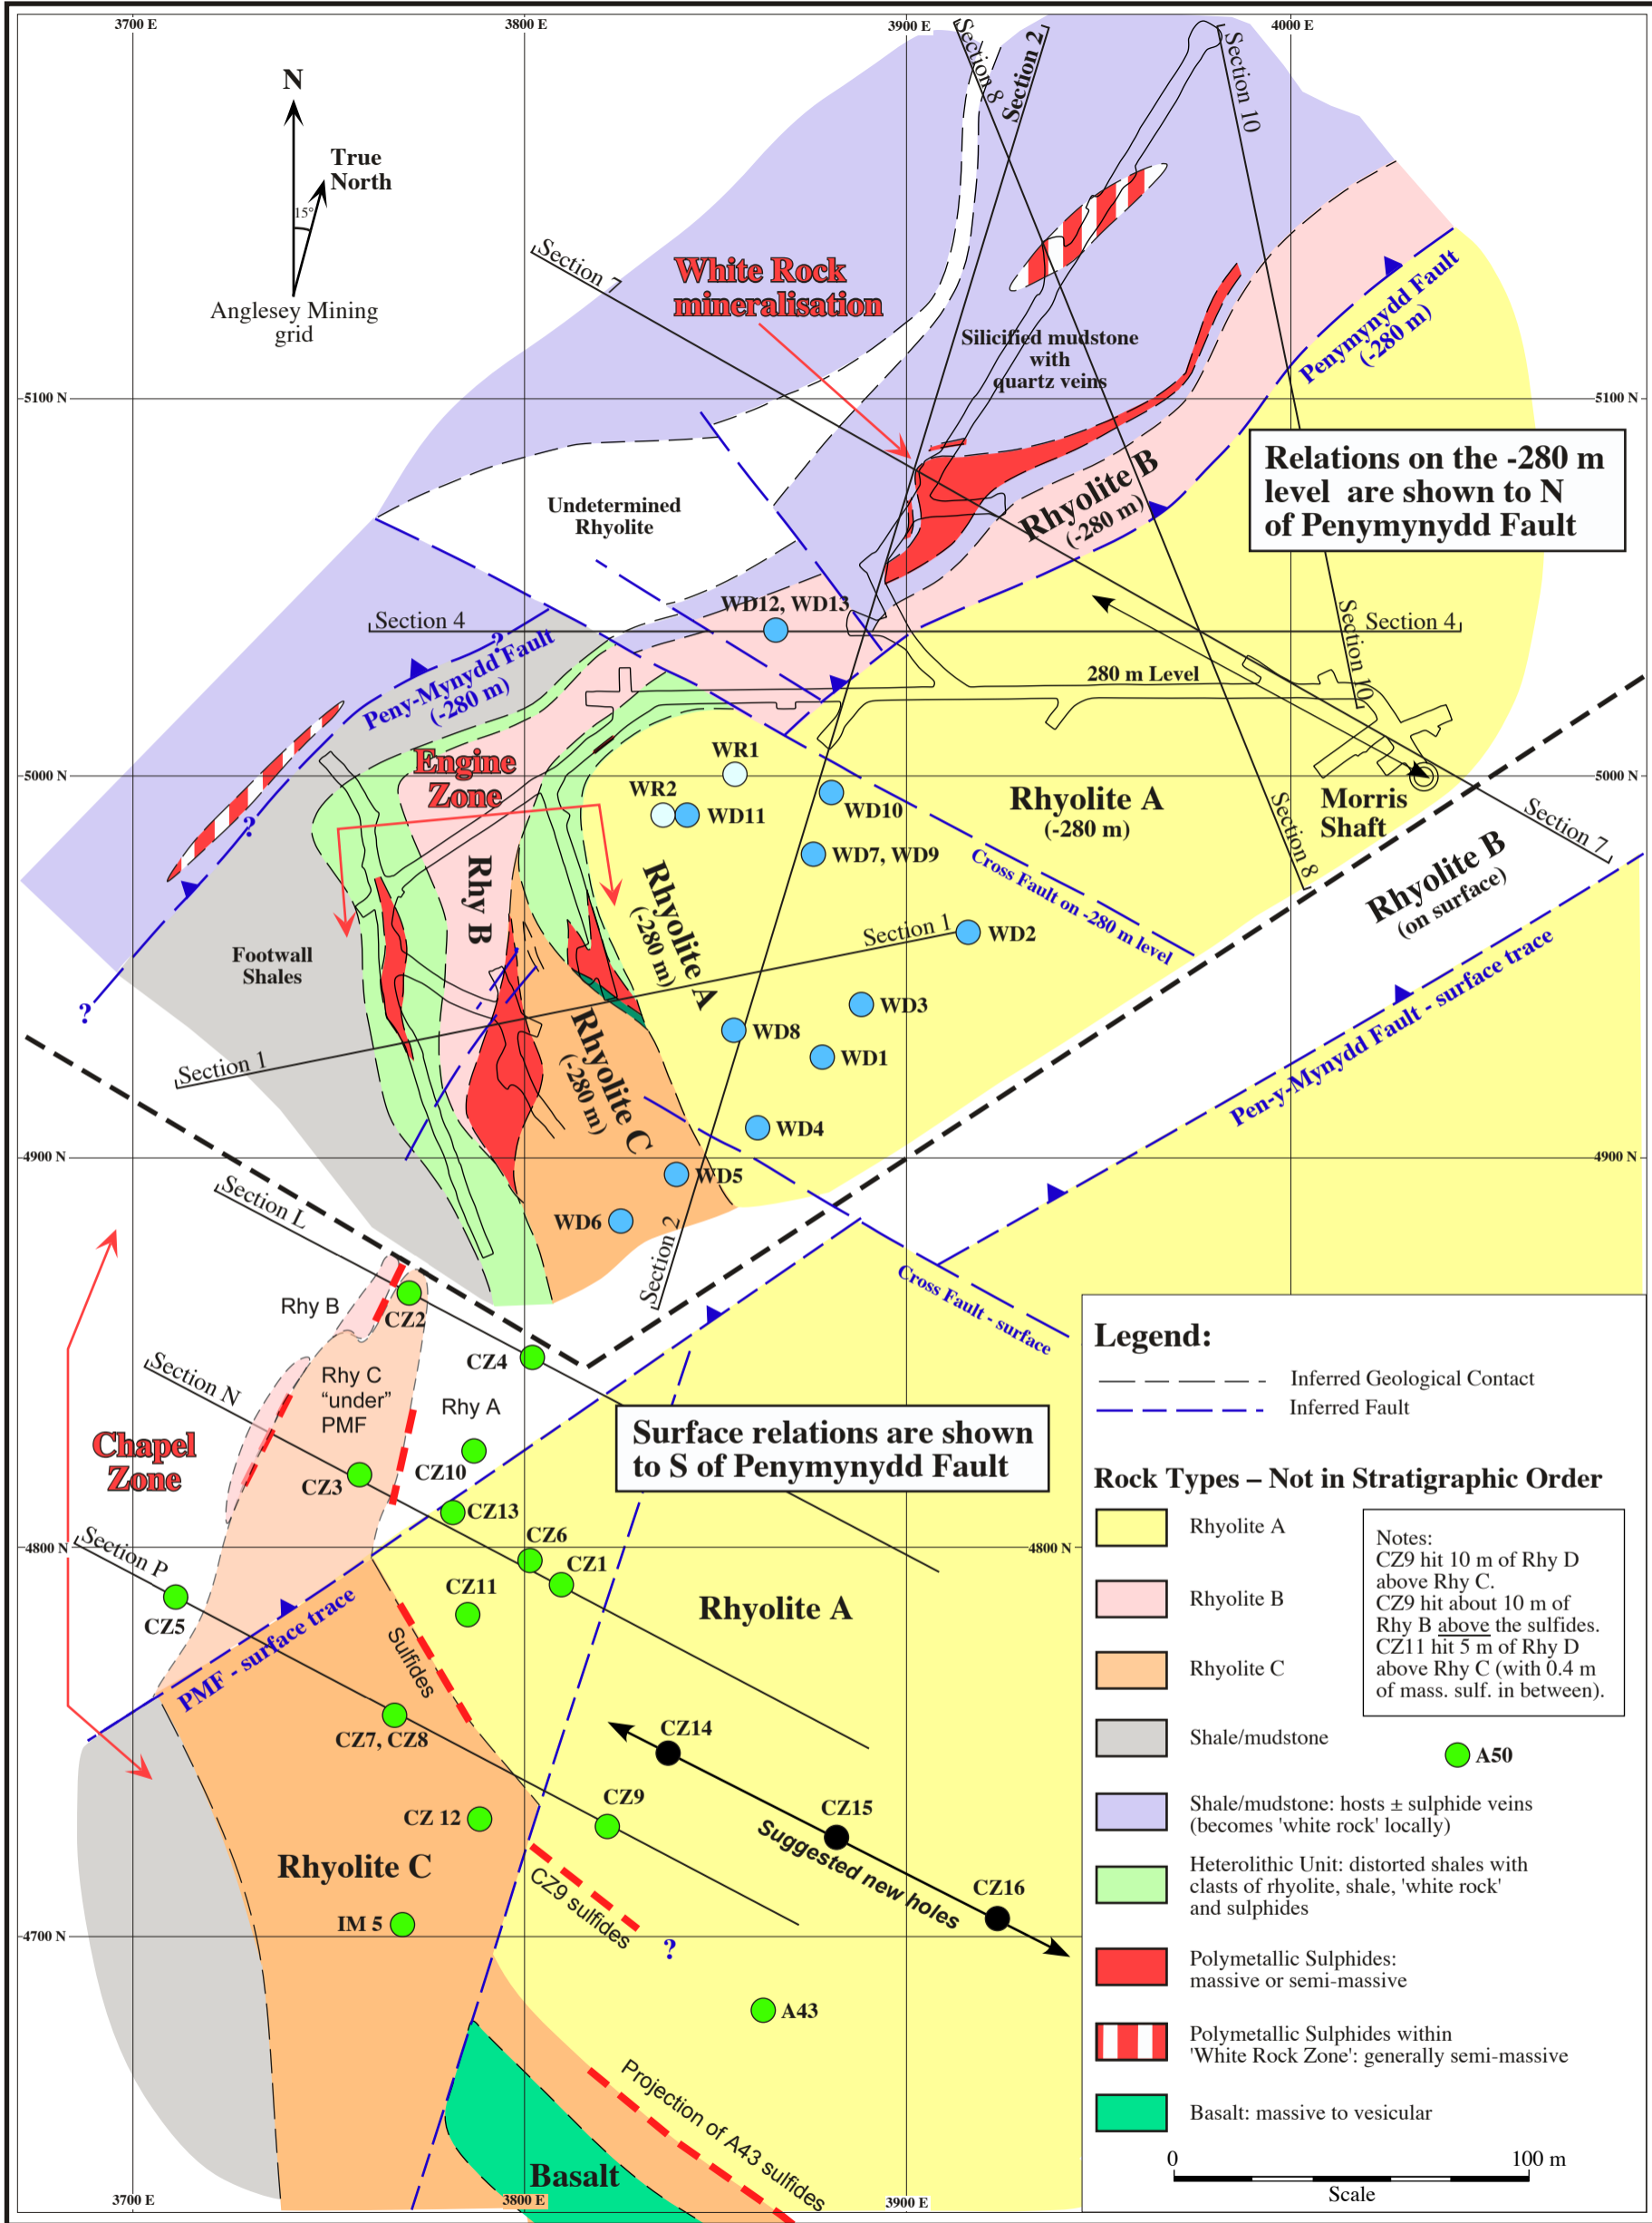 3700 E
3800 E
3900 E
4000 E
N
True
North
15°
Anglesey Mining
grid
Section 8
Section 2
Section 10
Section 7
White Rock
mineralisation
Silicified mudstone
with
quartz veins
Penymynydd Fault
(-280 m)
5100 N
5100 N
Relations on the -280 m
level are shown to N
of Penymynydd Fault
Rhyolite B
(-280 m)
Undetermined
Rhyolite
WD12, WD13
Section 4
Section 4
Section 10
?
Peny-Mynydd Fault
(-280 m)
280 m Level
Engine
Zone
WR1
WR2
WD11
WD10
5000 N
5000 N
Rhyolite A
(-280 m)
Morris
Shaft
Section 7
Section 8
?
WD7, WD9
Cross Fault on -280 m level
Rhyolite B
(on surface)
Rhy B
Rhyolite A
(-280 m)
Section 1
WD2
Footwall
Shales
?
WD3
WD8
WD1
Pen-y-Mynydd Fault - surface trace
Section 1
Rhyolite C
(-280 m)
WD4
4900 N
4900 N
WD5
WD6
Section L
Section 2
Cross Fault - surface
Rhy B
CZ2
CZ4
Section N
Rhy C
“under”
PMF
Rhy A
Surface relations are shown
to S of Penymynydd Fault
Chapel
Zone
CZ3
CZ10
CZ13
CZ6
CZ1
4800 N
4800 N
Section P
CZ5
CZ11
Rhyolite A
PMF - surface trace
Sulfides
CZ7, CZ8
CZ14
CZ9
CZ15
CZ 12
Suggested new holes
Rhyolite C
CZ9 sulfides
CZ16
IM 5
4700 N
?
A43
Projection of A43 sulfides
Basalt
3700 E
3800 E
3900 E
Legend:
Inferred Geological Contact
Inferred Fault
Rock Types – Not in Stratigraphic Order
Rhyolite A
Rhyolite B
Rhyolite C
Notes:
CZ9 hit 10 m of Rhy D
above Rhy C.
CZ9 hit about 10 m of
Rhy B above the sulfides.
CZ11 hit 5 m of Rhy D
above Rhy C (with 0.4 m
of mass. sulf. in between).
Shale/mudstone
A50
Shale/mudstone: hosts ± sulphide veins
(becomes 'white rock' locally)
Heterolithic Unit: distorted shales with
clasts of rhyolite, shale, 'white rock'
and sulphides
Polymetallic Sulphides:
massive or semi-massive
Polymetallic Sulphides within
'White Rock Zone': generally semi-massive
Basalt: massive to vesicular
0
100 m
Scale